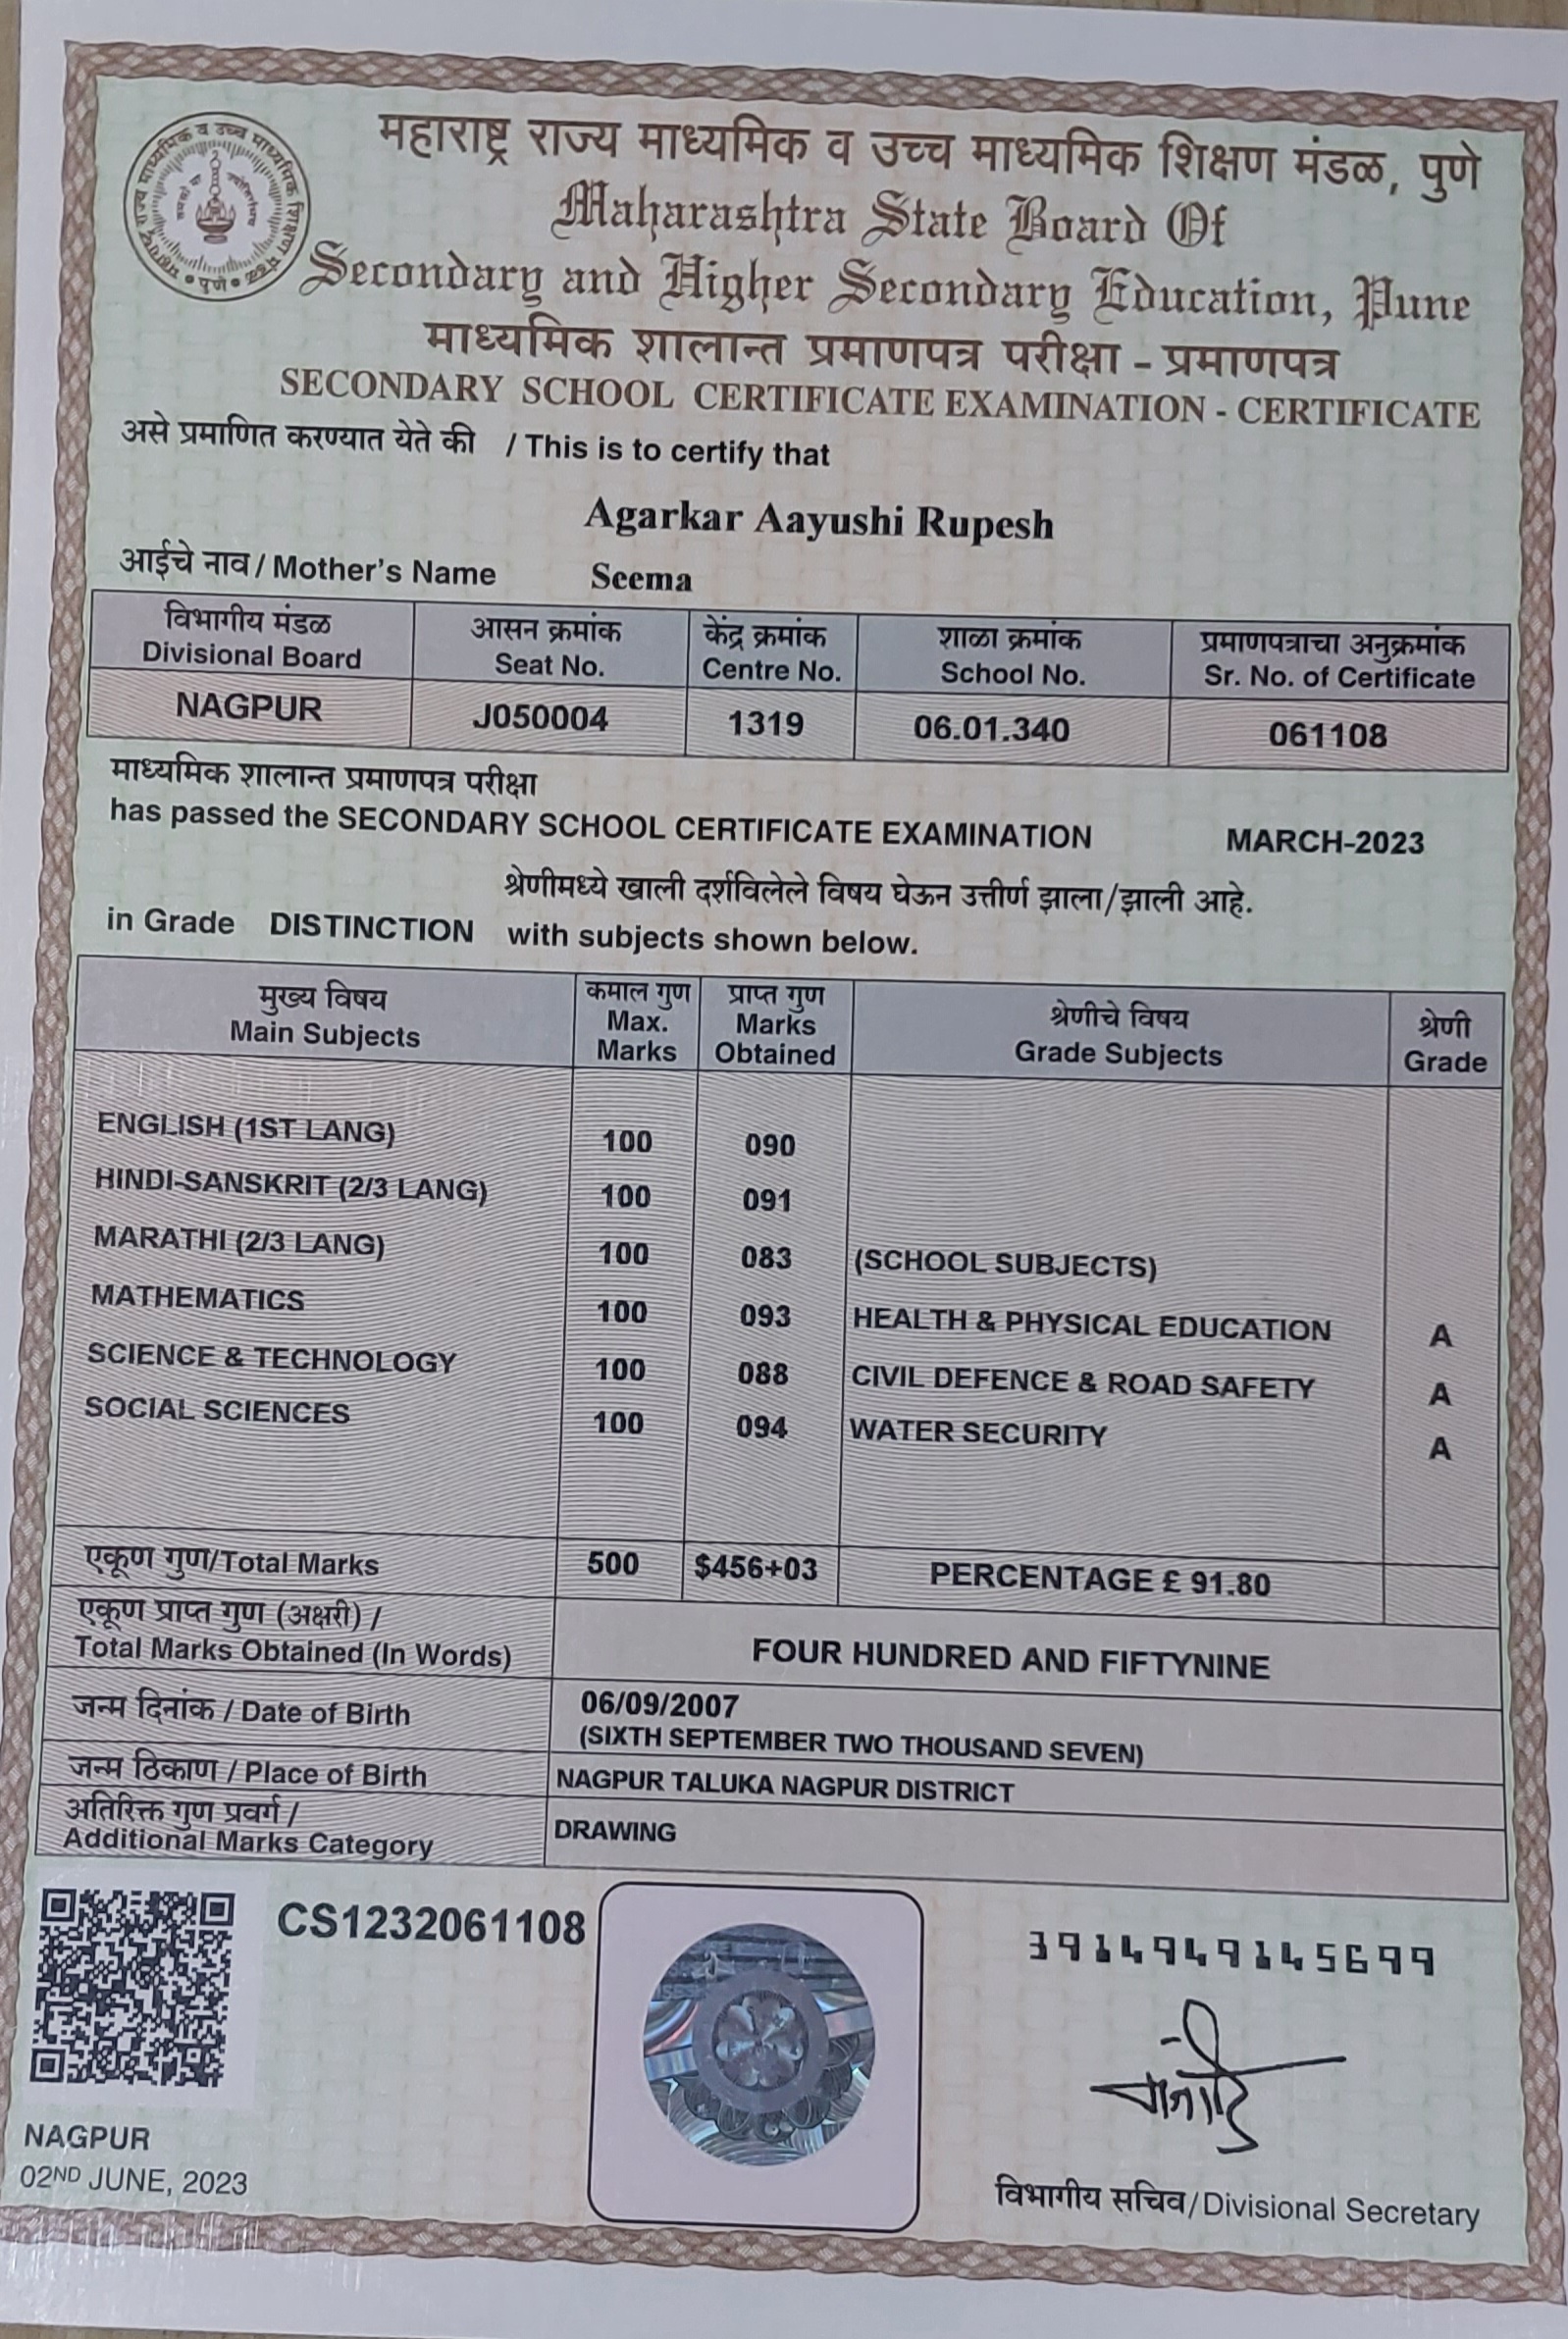 महाराष्ट्र राज्य माध्यमिक व उच्च माध्यमिक शिक्षण मंडळ, पुणे
Maharashtra State Board Of
Secondary and Higher Secondary Education, Pune
माध्यमिक शालान्त प्रमाणपत्र परीक्षा - प्रमाणपत्र
SECONDARY SCHOOL CERTIFICATE EXAMINATION - CERTIFICATE
असे प्रमाणित करण्यात येते की / This is to certify that
Agarkar Aayushi Rupesh
आईचे नाव / Mother's Name Seema
विभागीय मंडळ आसन क्रमांक केंद्र क्रमांक शाळा क्रमांक प्रमाणपत्राचा अनुक्रमांक
Divisional Board Seat No. Centre No. School No. Sr. No. of Certificate
NAGPUR J050004 1319 06.01.340 061108
माध्यमिक शालान्त प्रमाणपत्र परीक्षा
has passed the SECONDARY SCHOOL CERTIFICATE EXAMINATION MARCH-2023
श्रेणीमध्ये खाली दर्शविलेले विषय घेऊन उत्तीर्ण झाला/झाली आहे.
in Grade DISTINCTION with subjects shown below.
मुख्य विषय कमाल गुण प्राप्त गुण श्रेणीचे विषय श्रेणी
Main Subjects Max. Marks Marks Obtained Grade Subjects Grade
ENGLISH (1ST LANG) 100 090
HINDI-SANSKRIT (2/3 LANG) 100 091
MARATHI (2/3 LANG) 100 083 (SCHOOL SUBJECTS)
MATHEMATICS 100 093 HEALTH & PHYSICAL EDUCATION A
SCIENCE & TECHNOLOGY 100 088 CIVIL DEFENCE & ROAD SAFETY A
SOCIAL SCIENCES 100 094 WATER SECURITY A
एकूण गुण/Total Marks 500 $456+03 PERCENTAGE £ 91.80
एकूण प्राप्त गुण (अक्षरी) /
Total Marks Obtained (In Words) FOUR HUNDRED AND FIFTYNINE
जन्म दिनांक / Date of Birth 06/09/2007
(SIXTH SEPTEMBER TWO THOUSAND SEVEN)
जन्म ठिकाण / Place of Birth NAGPUR TALUKA NAGPUR DISTRICT
अतिरिक्त गुण प्रवर्ग /
Additional Marks Category DRAWING
CS1232061108
3914949145699
NAGPUR
02ND JUNE, 2023
विभागीय सचिव/Divisional Secretary